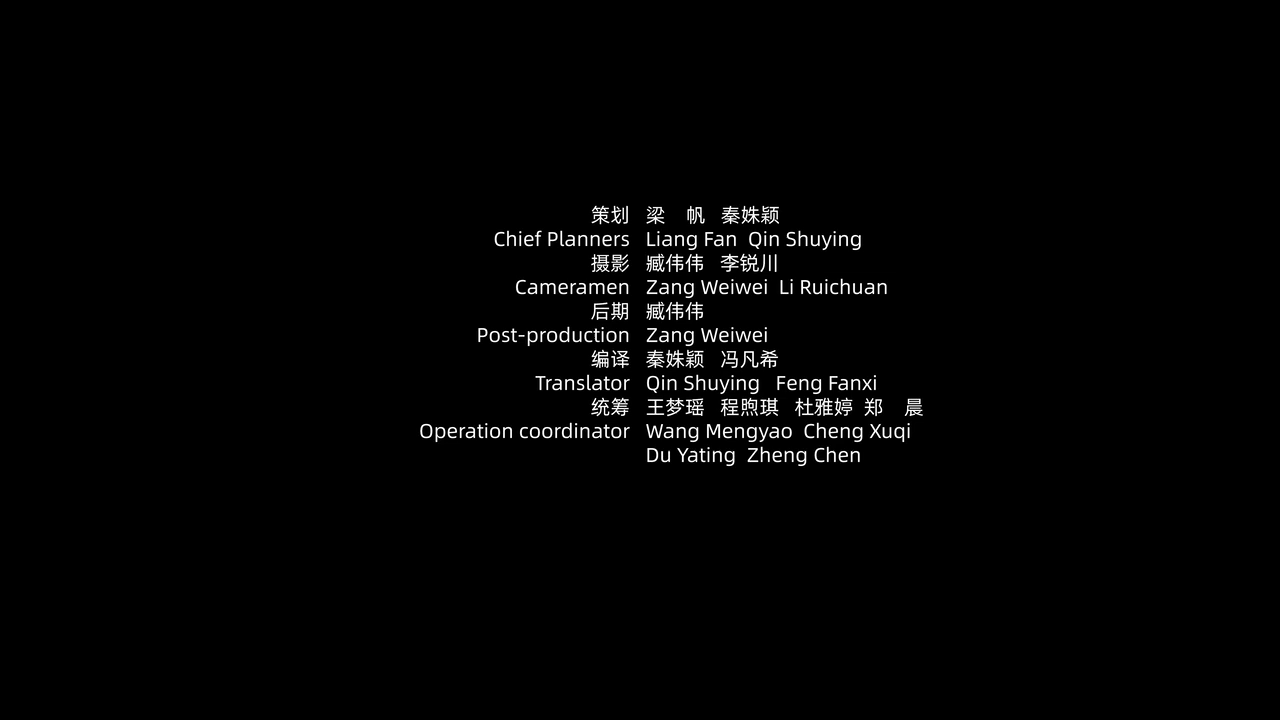 策划 梁 帆 秦姝颖
Chief Planners Liang Fan Qin Shuying
摄影 臧伟伟 李锐川
Cameramen Zang Weiwei Li Ruichuan
后期 臧伟伟
Post-production Zang Weiwei
编译 秦姝颖 冯凡希
Translator Qin Shuying Feng Fanxi
统筹 王梦瑶 程煦琪 杜雅婷 郑 晨
Operation coordinator Wang Mengyao Cheng Xuqi
Du Yating Zheng Chen